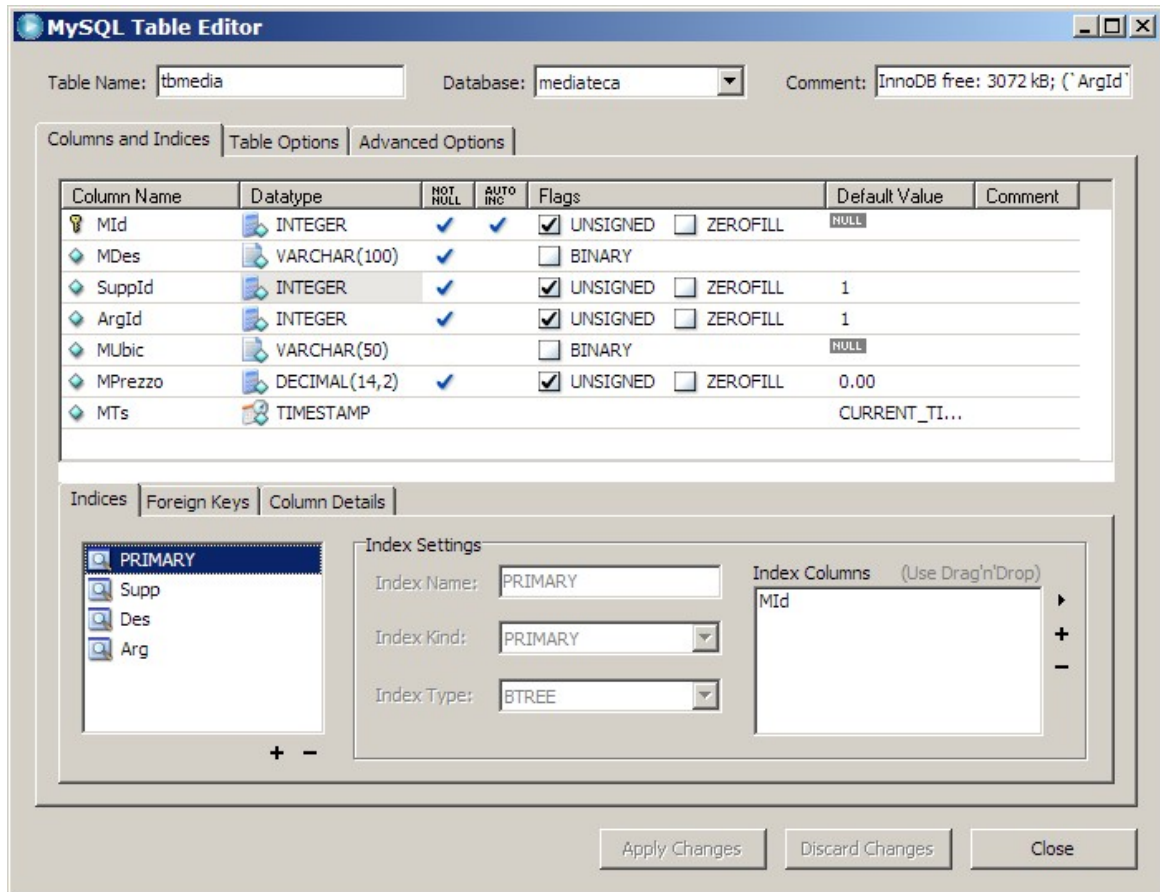 MySQL Table Editor
Table Name: tbmedia Database: mediateca Comment: InnoDB free: 3072 kB; (`ArgId`
Columns and Indices Table Options Advanced Options
Column Name Datatype NOT NULL AUTO INC Flags Default Value Comment
MId INTEGER UNSIGNED ZEROFILL NULL
MDes VARCHAR(100) BINARY
SuppId INTEGER UNSIGNED ZEROFILL 1
ArgId INTEGER UNSIGNED ZEROFILL 1
MUbic VARCHAR(50) BINARY NULL
MPrezzo DECIMAL(14,2) UNSIGNED ZEROFILL 0.00
MTs TIMESTAMP CURRENT_TI...
Indices Foreign Keys Column Details
PRIMARY
Supp
Des
Arg
Index Settings
Index Name: PRIMARY
Index Kind: PRIMARY
Index Type: BTREE
Index Columns (Use Drag'n'Drop)
MId
Apply Changes Discard Changes Close